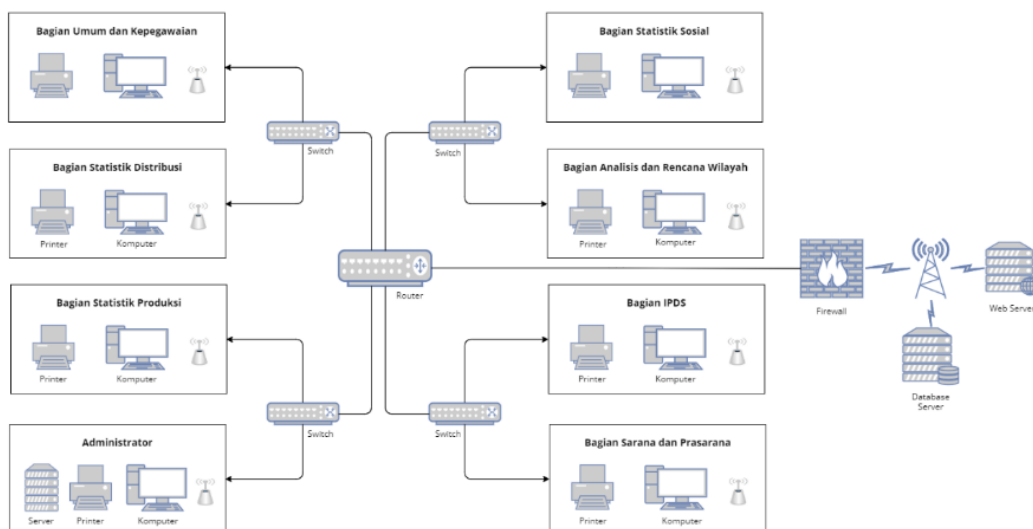 Bagian Umum dan Kepegawaian
Bagian Statistik Sosial
Switch
Switch
Bagian Statistik Distribusi
Printer
Komputer
Bagian Analisis dan Rencana Wilayah
Printer
Komputer
Router
Firewall
Web Server
Database
Server
Bagian Statistik Produksi
Printer
Komputer
Bagian IPDS
Printer
Komputer
Switch
Switch
Administrator
Server
Printer
Komputer
Bagian Sarana dan Prasarana
Printer
Komputer